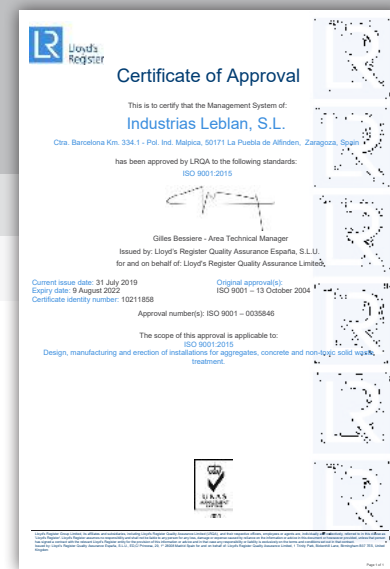 LR
Lloyd's
Register
Certificate of Approval
This is to certify that the Management System of:
Industrias Leblan, S.L.
Ctra. Barcelona Km. 334.1 - Pol. Ind. Malpica, 50171 La Puebla de Alfinden, Zaragoza, Spain
has been approved by LRQA to the following standards:
ISO 9001:2015
Gilles Bessiere - Area Technical Manager
Issued by: Lloyd's Register Quality Assurance España, S.L.U.
for and on behalf of: Lloyd's Register Quality Assurance Limited
Current issue date: 31 July 2019
Expiry date: 9 August 2022
Certificate identity number: 10211858
Original approval(s):
ISO 9001 – 13 October 2004
Approval number(s): ISO 9001 – 0035846
The scope of this approval is applicable to:
ISO 9001:2015
Design, manufacturing and erection of installations for aggregates, concrete and non-toxic solid waste
treatment.
UKAS
MANAGEMENT
SYSTEMS
001
Page 1 of 1